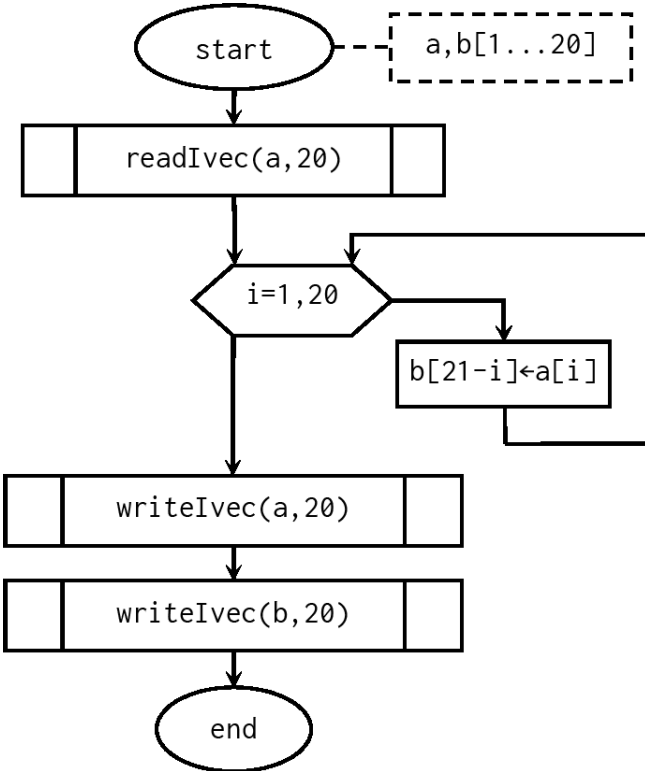 start
a,b[1...20]
readIvec(a,20)
i=1,20
b[21-i]←a[i]
writeIvec(a,20)
writeIvec(b,20)
end